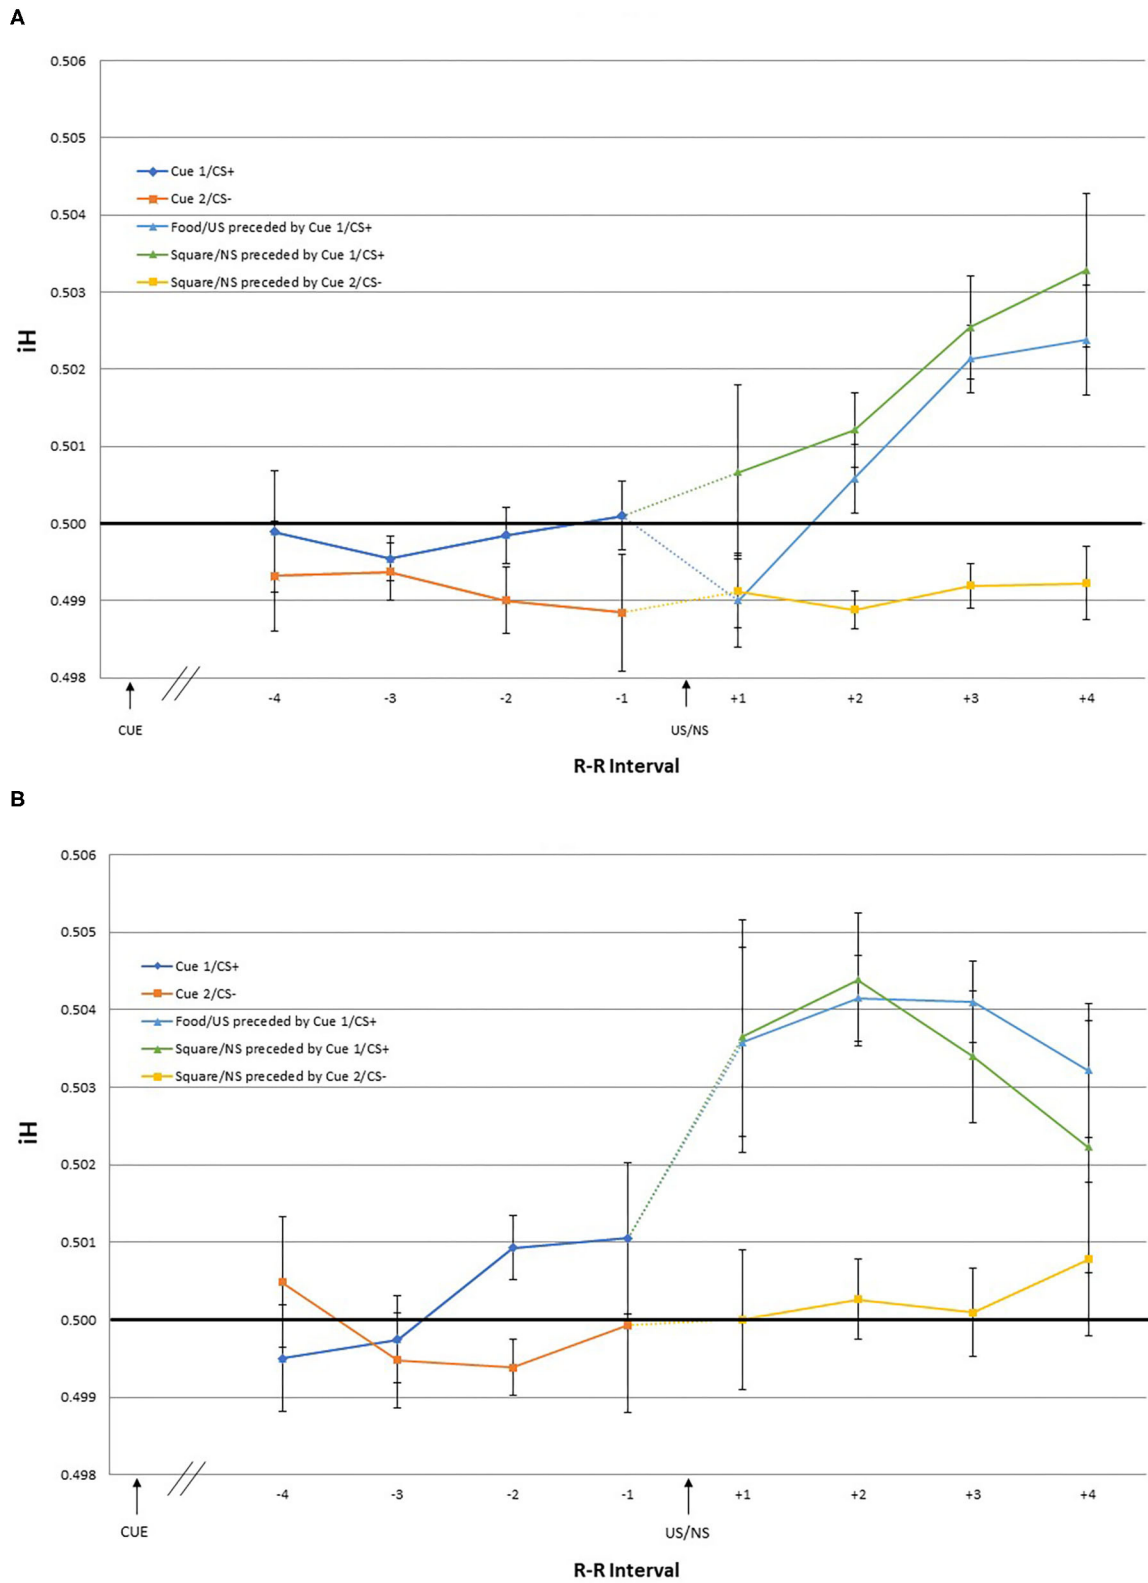 A
0.506
0.505
0.504
0.503
0.502
0.501
0.500
0.499
0.498
iH
Cue 1/CS+
Cue 2/CS-
Food/US preceded by Cue 1/CS+
Square/NS preceded by Cue 1/CS+
Square/NS preceded by Cue 2/CS-
-4 -3 -2 -1 +1 +2 +3 +4
CUE US/NS
R-R Interval
B
0.506
0.505
0.504
0.503
0.502
0.501
0.500
0.499
0.498
iH
Cue 1/CS+
Cue 2/CS-
Food/US preceded by Cue 1/CS+
Square/NS preceded by Cue 1/CS+
Square/NS preceded by Cue 2/CS-
-4 -3 -2 -1 +1 +2 +3 +4
CUE US/NS
R-R Interval